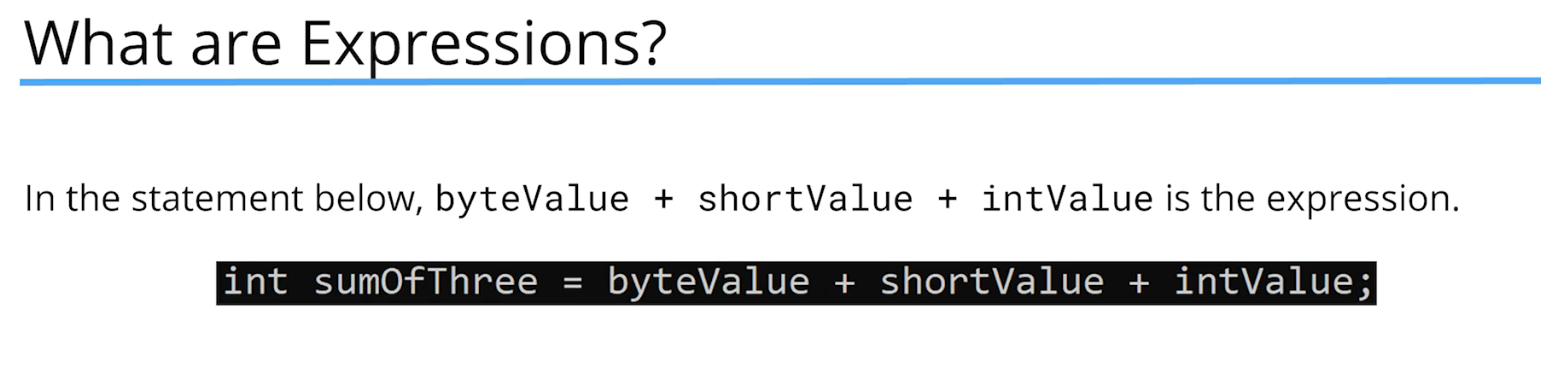 What are Expressions?
In the statement below, byteValue + shortValue + intValue is the expression.
int sumOfThree = byteValue + shortValue + intValue;